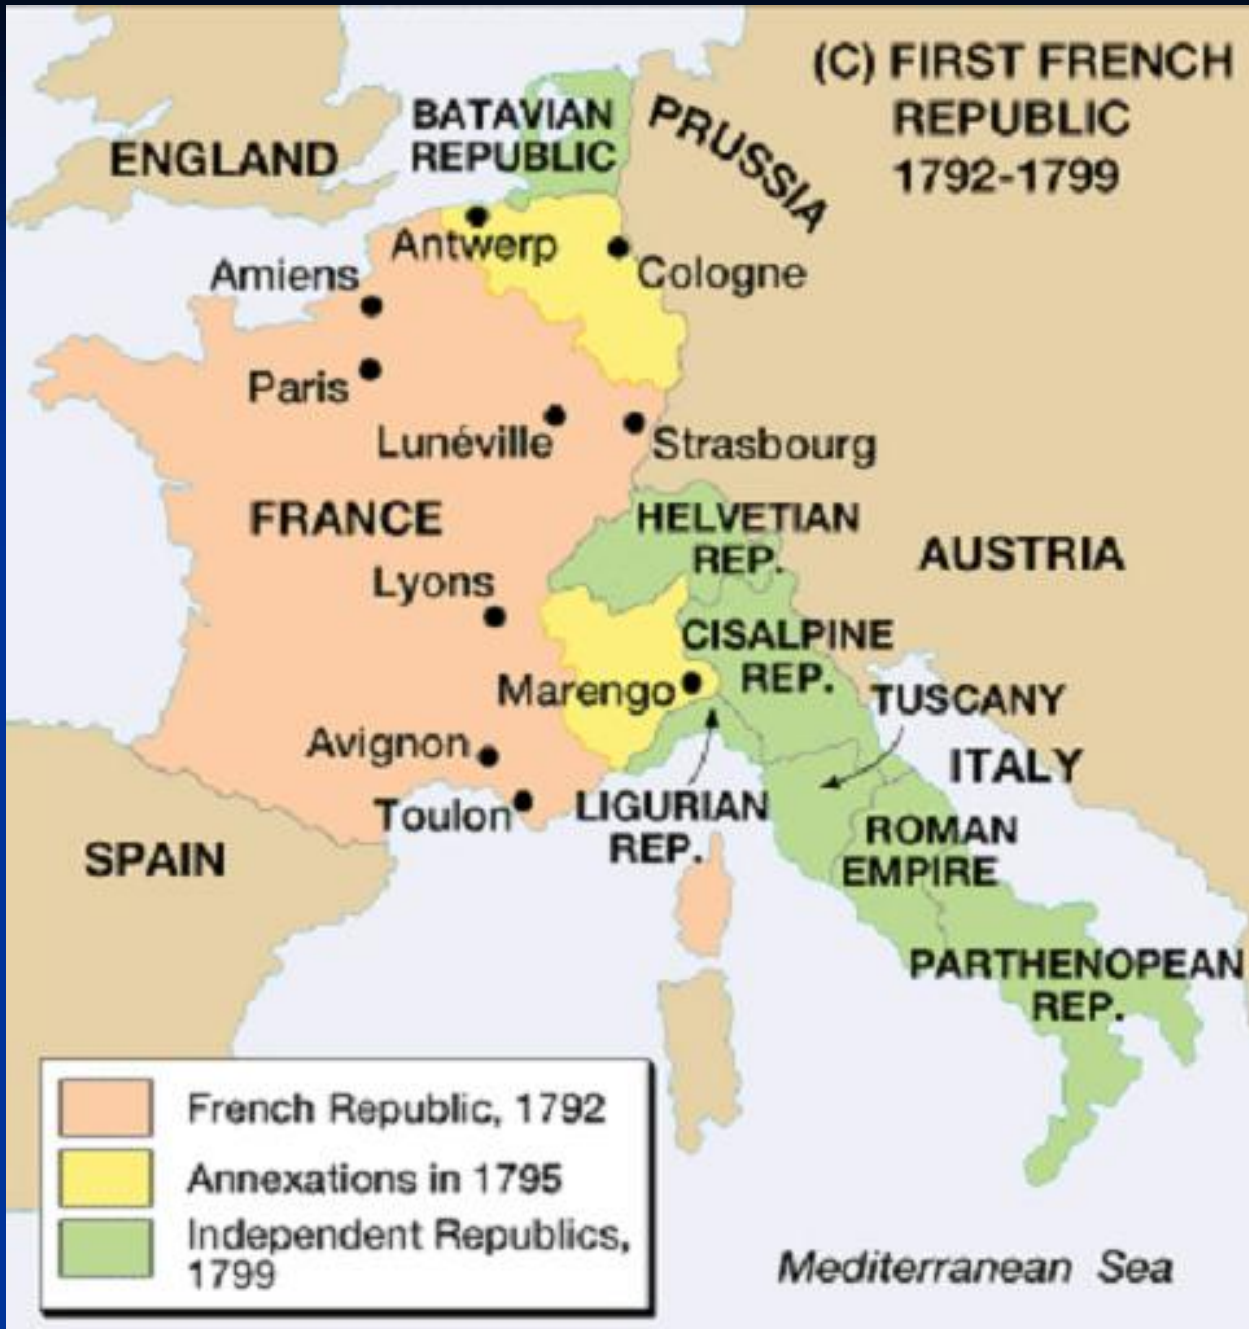 (C) FIRST FRENCH
REPUBLIC
1792-1799
BATAVIAN
REPUBLIC
PRUSSIA
ENGLAND
Antwerp
Cologne
Amiens
Paris
Lunéville
Strasbourg
FRANCE
HELVETIAN
REP.
AUSTRIA
Lyons
CISALPINE
REP.
Marengo
TUSCANY
Avignon
ITALY
Toulon
LIGURIAN
REP.
ROMAN
EMPIRE
SPAIN
PARTHENOPEAN
REP.
French Republic, 1792
Annexations in 1795
Independent Republics,
1799
Mediterranean Sea